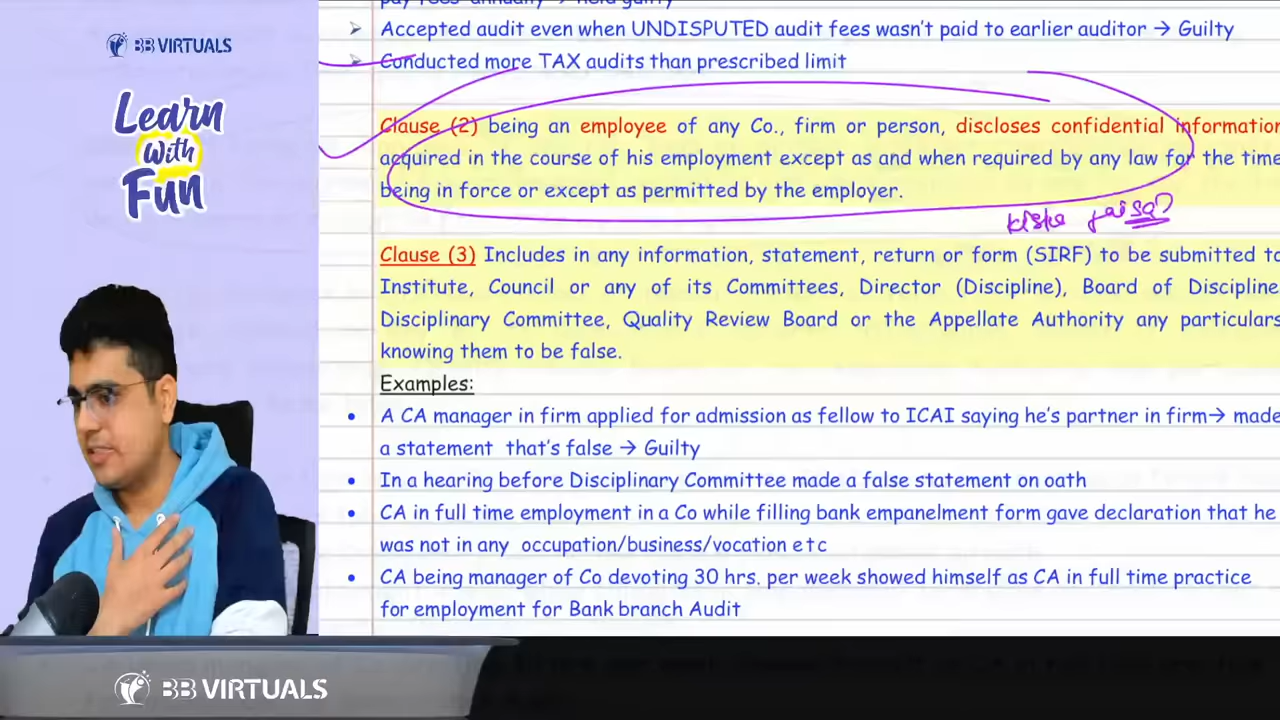 BB VIRTUALS
Learn
With
Fun
pay fees annually → held guilty
Accepted audit even when UNDISPUTED audit fees wasn't paid to earlier auditor → Guilty
Conducted more TAX audits than prescribed limit
Clause (2) being an employee of any Co., firm or person, discloses confidential information
acquired in the course of his employment except as and when required by any law for the time
being in force or except as permitted by the employer.
kiske jaisa?
Clause (3) Includes in any information, statement, return or form (SIRF) to be submitted to
Institute, Council or any of its Committees, Director (Discipline), Board of Discipline
Disciplinary Committee, Quality Review Board or the Appellate Authority any particulars
knowing them to be false.
Examples:
A CA manager in firm applied for admission as fellow to ICAI saying he's partner in firm→ made
a statement that's false → Guilty
In a hearing before Disciplinary Committee made a false statement on oath
CA in full time employment in a Co while filling bank empanelment form gave declaration that he
was not in any occupation/business/vocation etc
CA being manager of Co devoting 30 hrs. per week showed himself as CA in full time practice
for employment for Bank branch Audit
BB VIRTUALS